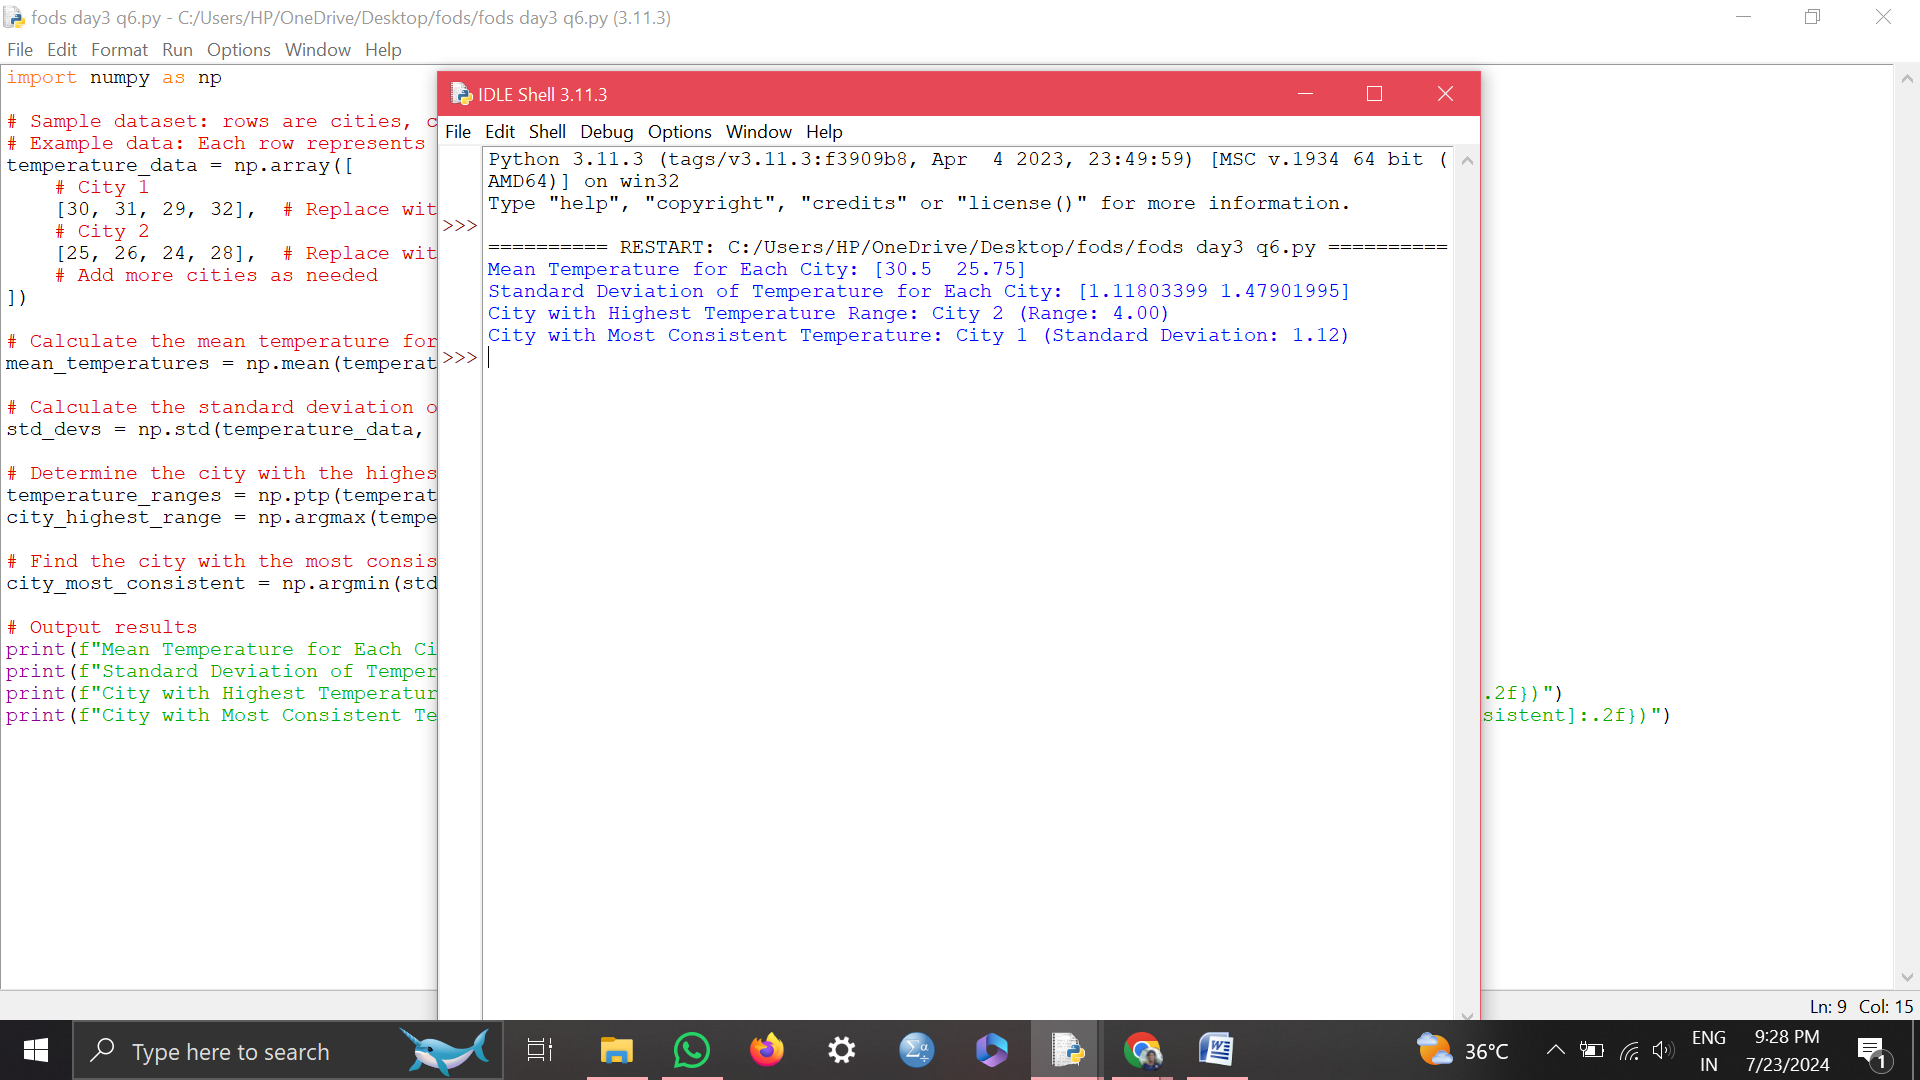 fods day3 q6.py - C:/Users/HP/OneDrive/Desktop/fods/fods day3 q6.py (3.11.3)
File Edit Format Run Options Window Help
import numpy as np
# Sample dataset: rows are cities, c
# Example data: Each row represents
temperature_data = np.array([
    # City 1
    [30, 31, 29, 32],  # Replace wit
    # City 2
    [25, 26, 24, 28],  # Replace wit
    # Add more cities as needed
])
# Calculate the mean temperature for
mean_temperatures = np.mean(temperat
# Calculate the standard deviation o
std_devs = np.std(temperature_data,
# Determine the city with the highes
temperature_ranges = np.ptp(temperat
city_highest_range = np.argmax(tempe
# Find the city with the most consis
city_most_consistent = np.argmin(std
# Output results
print(f"Mean Temperature for Each Ci
print(f"Standard Deviation of Temper
print(f"City with Highest Temperatur
.2f})")
print(f"City with Most Consistent Te
sistent]:.2f})")
IDLE Shell 3.11.3
File Edit Shell Debug Options Window Help
Python 3.11.3 (tags/v3.11.3:f3909b8, Apr  4 2023, 23:49:59) [MSC v.1934 64 bit (
AMD64)] on win32
Type "help", "copyright", "credits" or "license()" for more information.
>>>
========== RESTART: C:/Users/HP/OneDrive/Desktop/fods/fods day3 q6.py ==========
Mean Temperature for Each City: [30.5  25.75]
Standard Deviation of Temperature for Each City: [1.11803399 1.47901995]
City with Highest Temperature Range: City 2 (Range: 4.00)
City with Most Consistent Temperature: City 1 (Standard Deviation: 1.12)
>>>
Ln: 9 Col: 15
Type here to search
36°C
ENG
IN
9:28 PM
7/23/2024
1